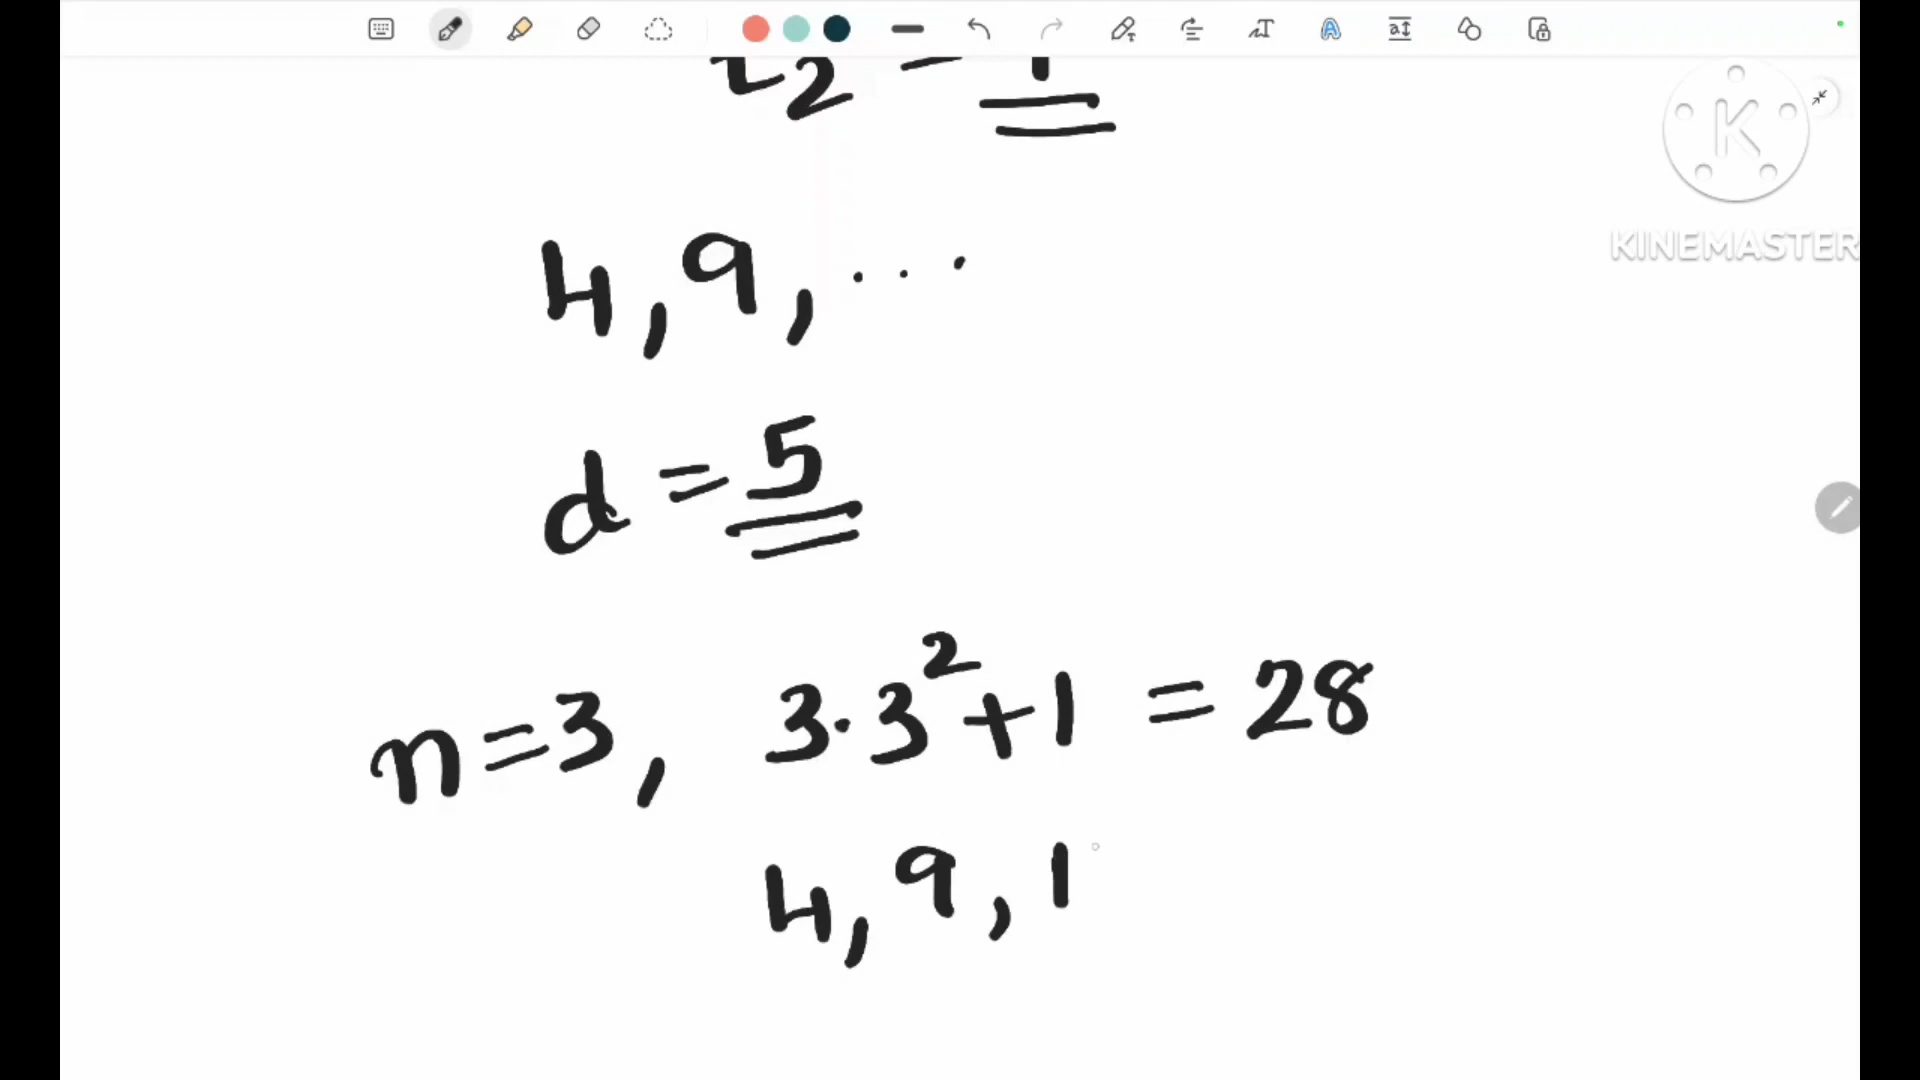 K
KINEMASTER
4, 9, ...
d = 5
n = 3, 3·3²+1 = 28
4, 9, 1